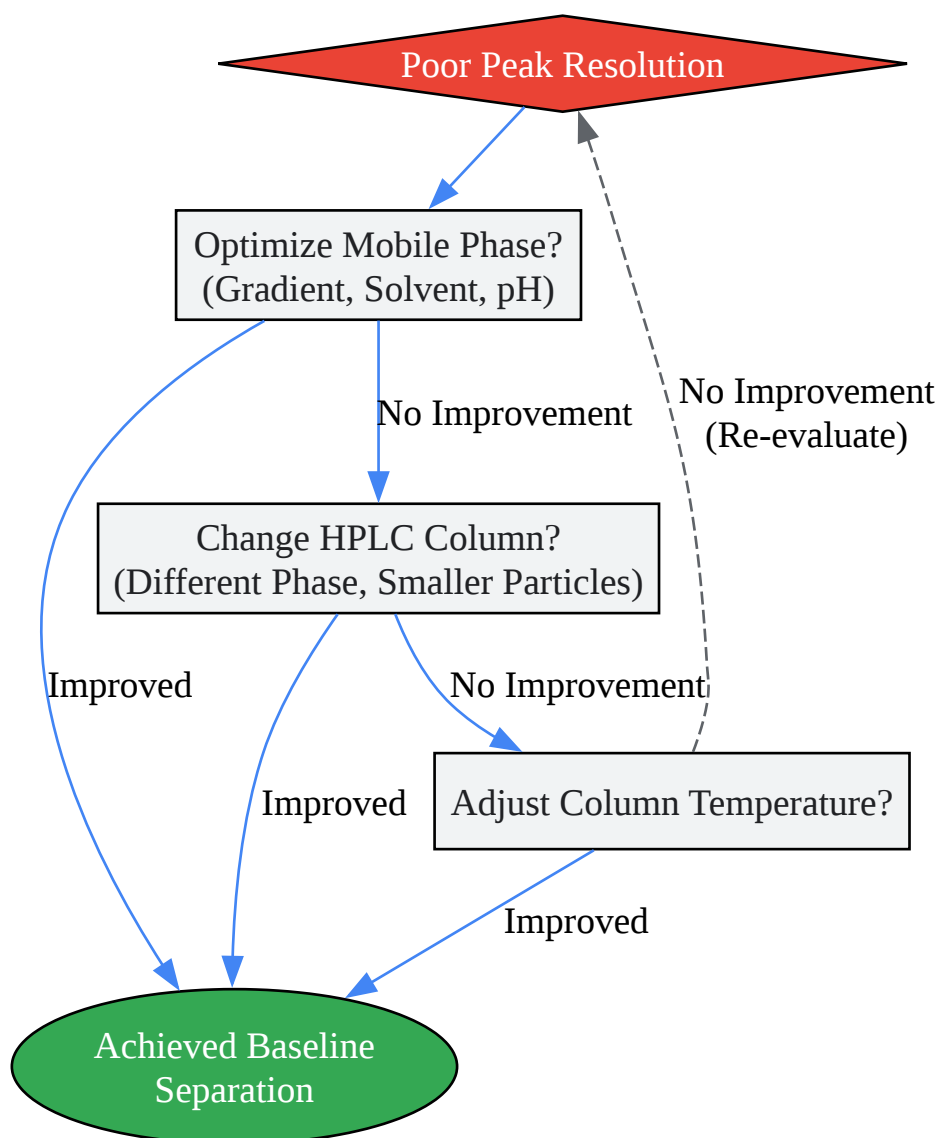 Poor Peak Resolution
Optimize Mobile Phase?
(Gradient, Solvent, pH)
No Improvement
No Improvement
(Re-evaluate)
Change HPLC Column?
(Different Phase, Smaller Particles)
Improved
No Improvement
Improved
Adjust Column Temperature?
Improved
Achieved Baseline
Separation